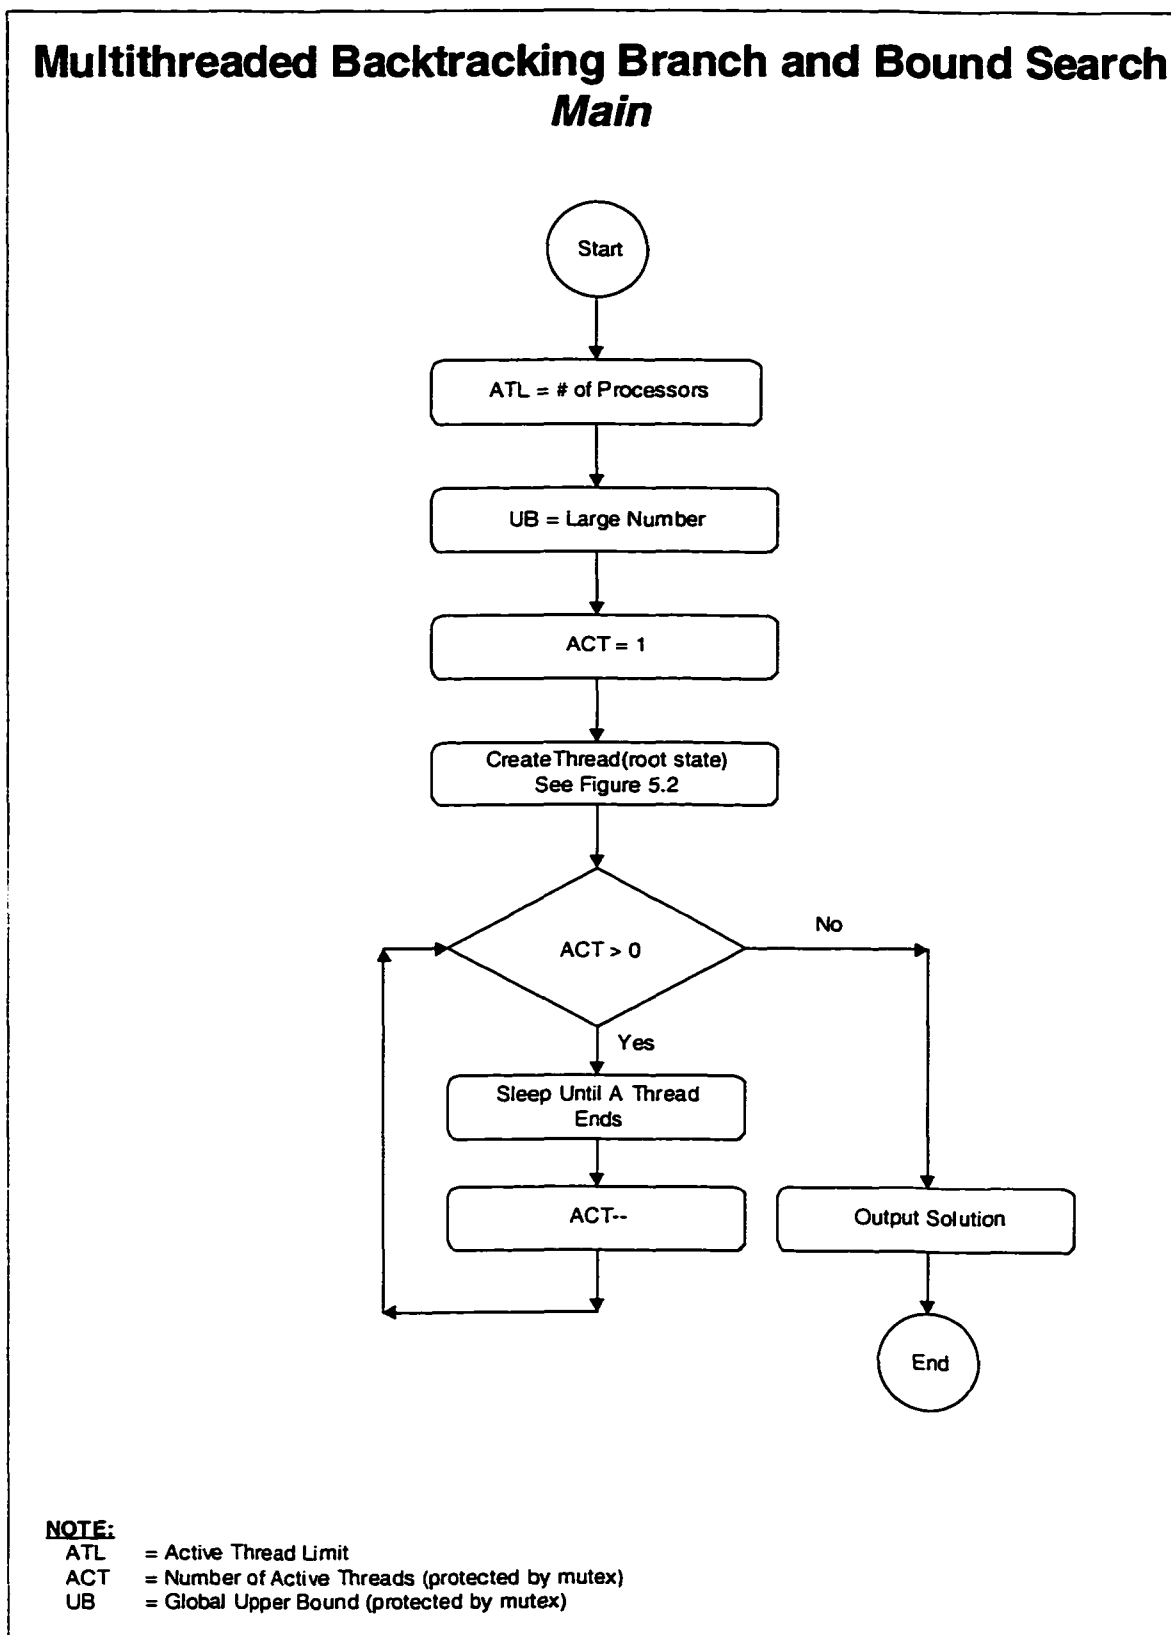 Multithreaded Backtracking Branch and Bound Search
Main
Start
ATL = # of Processors
UB = Large Number
ACT = 1
CreateThread(root state)
See Figure 5.2
ACT > 0
No
Yes
Sleep Until A Thread
Ends
ACT--
Output Solution
End
NOTE:
ATL = Active Thread Limit
ACT = Number of Active Threads (protected by mutex)
UB = Global Upper Bound (protected by mutex)